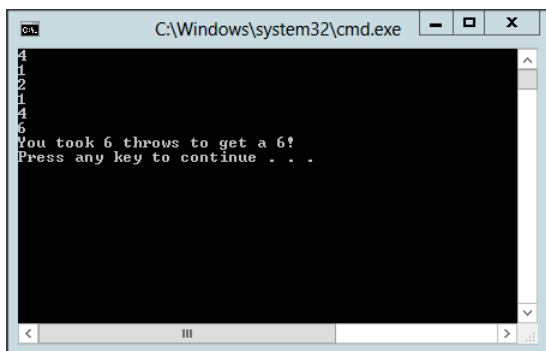 C:\Windows\system32\cmd.exe
4
1
2
1
4
6
You took 6 throws to get a 6!
Press any key to continue . . .